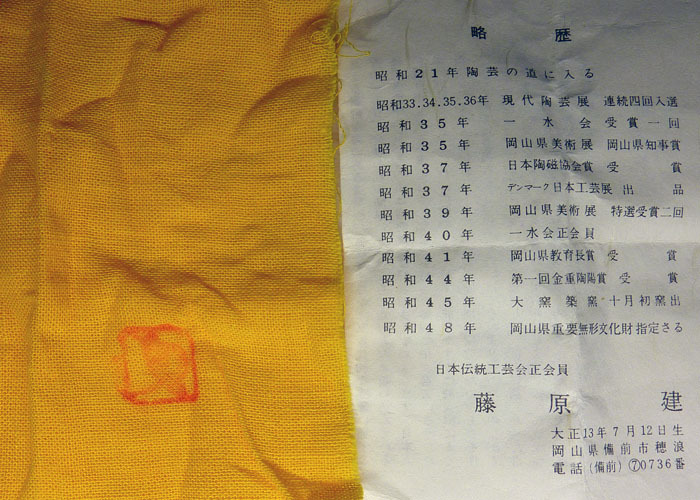 略歴
昭和21年陶芸の道に入る
昭和33.34.35.36年 現代陶芸展 連続四回入選
昭和35年 一水会受賞一回
昭和35年 岡山県美術展 岡山県知事賞
昭和37年 日本陶磁協会賞受賞
昭和37年 デンマーク日本工芸展出品
昭和39年 岡山県美術展 特選受賞二回
昭和40年 一水会正会員
昭和41年 岡山県教育長賞受賞
昭和44年 第一回金重陶陽賞受賞
昭和45年 大窯築窯十月初窯出
昭和48年 岡山県重要無形文化財指定さる
日本伝統工芸会正会員
藤原建
大正13年7月12日生
岡山県備前市穂浪
電話(備前)⑦0736番